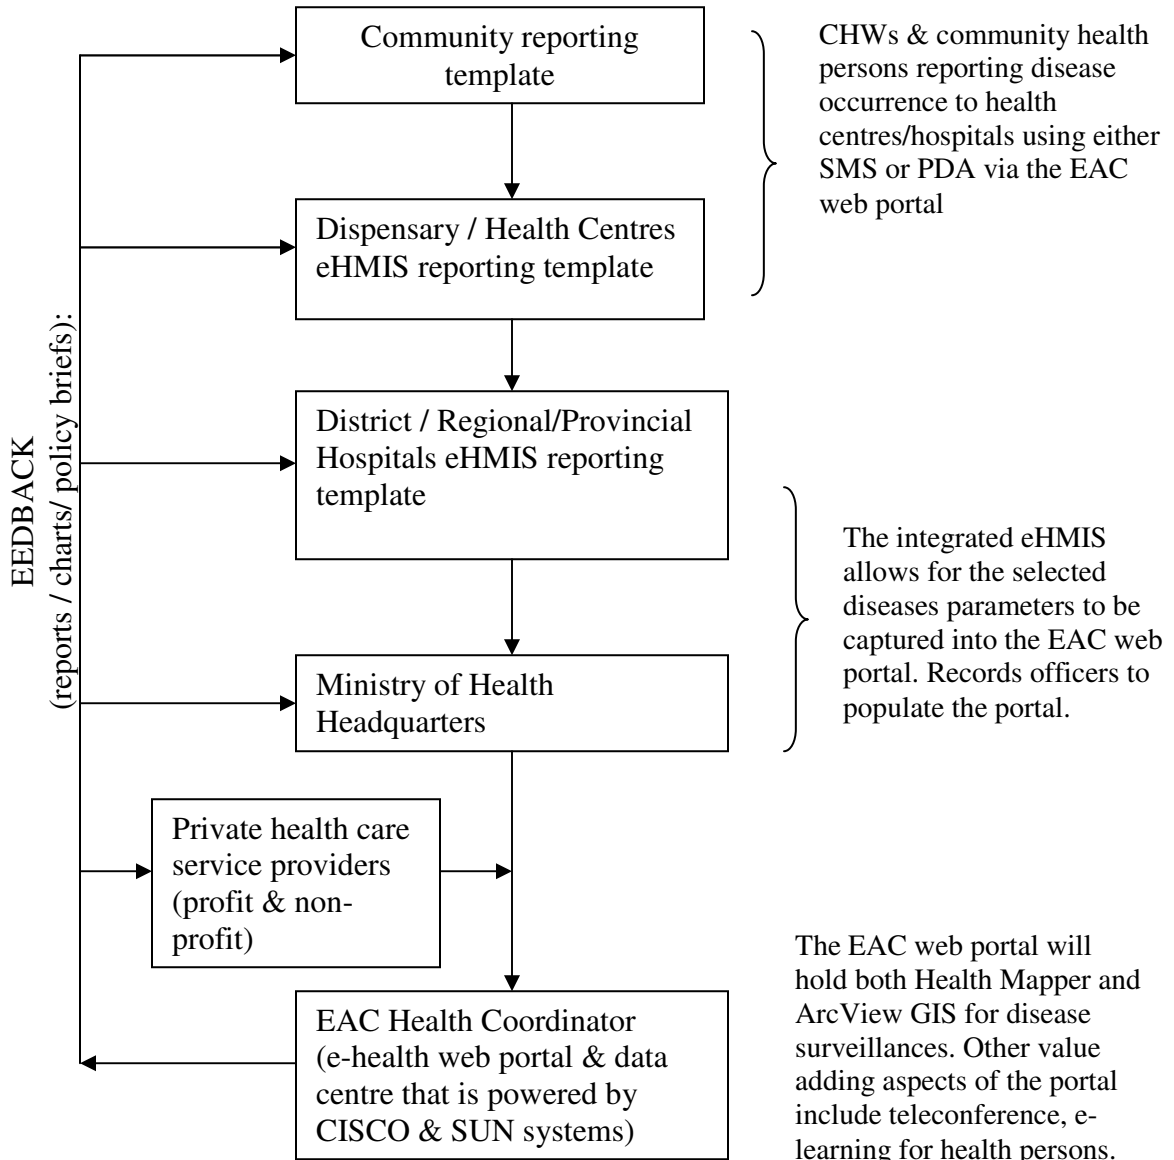 Community reporting
template
CHWs & community health
persons reporting disease
occurrence to health
centres/hospitals using either
SMS or PDA via the EAC
web portal
Dispensary / Health Centres
eHMIS reporting template
EEDBACK
(reports / charts/ policy briefs):
District / Regional/Provincial
Hospitals eHMIS reporting
template
The integrated eHMIS
allows for the selected
diseases parameters to be
captured into the EAC web
portal. Records officers to
populate the portal.
Ministry of Health
Headquarters
Private health care
service providers
(profit & non-
profit)
EAC Health Coordinator
(e-health web portal & data
centre that is powered by
CISCO & SUN systems)
The EAC web portal will
hold both Health Mapper and
ArcView GIS for disease
surveillances. Other value
adding aspects of the portal
include teleconference, e-
learning for health persons.